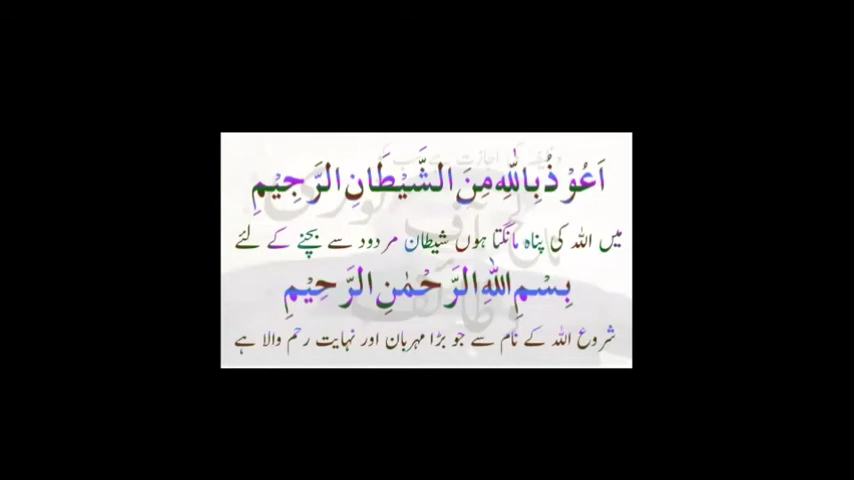 اَعُوْذُ بِاللّٰهِ مِنَ الشَّيْطَانِ الرَّجِيْمِ
میں اللہ کی پناہ مانگتا ہوں شیطان مردود سے بچنے کے لئے
بِسْمِ اللّٰهِ الرَّحْمٰنِ الرَّحِيْمِ
شروع اللہ کے نام سے جو بڑا مہربان اور نہایت رحم والا ہے